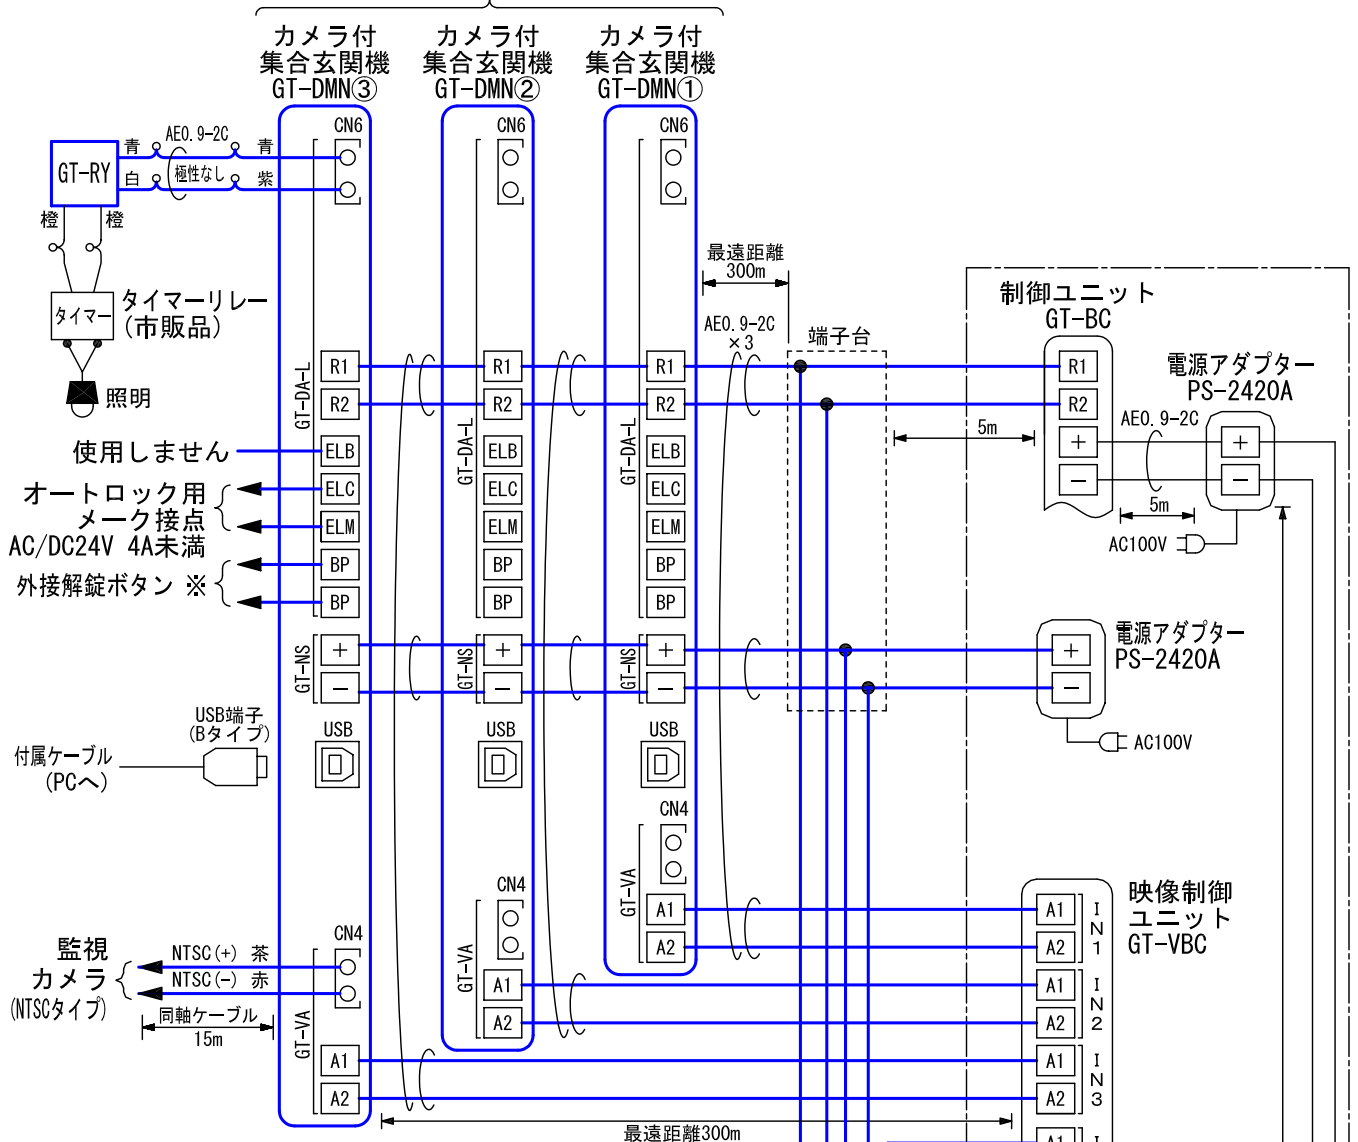 カメラ付
集合玄関機
GT-DMN③
カメラ付
集合玄関機
GT-DMN②
カメラ付
集合玄関機
GT-DMN①
CN6
CN6
CN6
GT-RY
青
AE0.9-2C
青
白
極性なし
紫
橙
橙
タイマー
タイマーリレー
(市販品)
照明
最遠距離
300m
AE0.9-2C
×3
端子台
制御ユニット
GT-BC
電源アダプター
PS-2420A
AE0.9-2C
5m
5m
AC100V
R1
R2
+
−
+
−
GT-DA-L
R1
R2
ELB
ELC
ELM
BP
BP
GT-DA-L
R1
R2
ELB
ELC
ELM
BP
BP
GT-DA-L
R1
R2
ELB
ELC
ELM
BP
BP
使用しません
オートロック用
メーク接点
AC/DC24V 4A未満
外接解錠ボタン ※
GT-NS
+
−
GT-NS
+
−
GT-NS
+
−
電源アダプター
PS-2420A
+
−
AC100V
USB端子
(Bタイプ)
付属ケーブル
(PCへ)
USB
USB
USB
CN4
GT-VA
A1
A2
CN4
GT-VA
A1
A2
CN4
GT-VA
A1
A2
監視
カメラ
(NTSCタイプ)
NTSC(+) 茶
NTSC(-) 赤
同軸ケーブル
15m
映像制御
ユニット
GT-VBC
A1
A2
IN1
A1
A2
IN2
A1
A2
IN3
A1
I
最遠距離300m